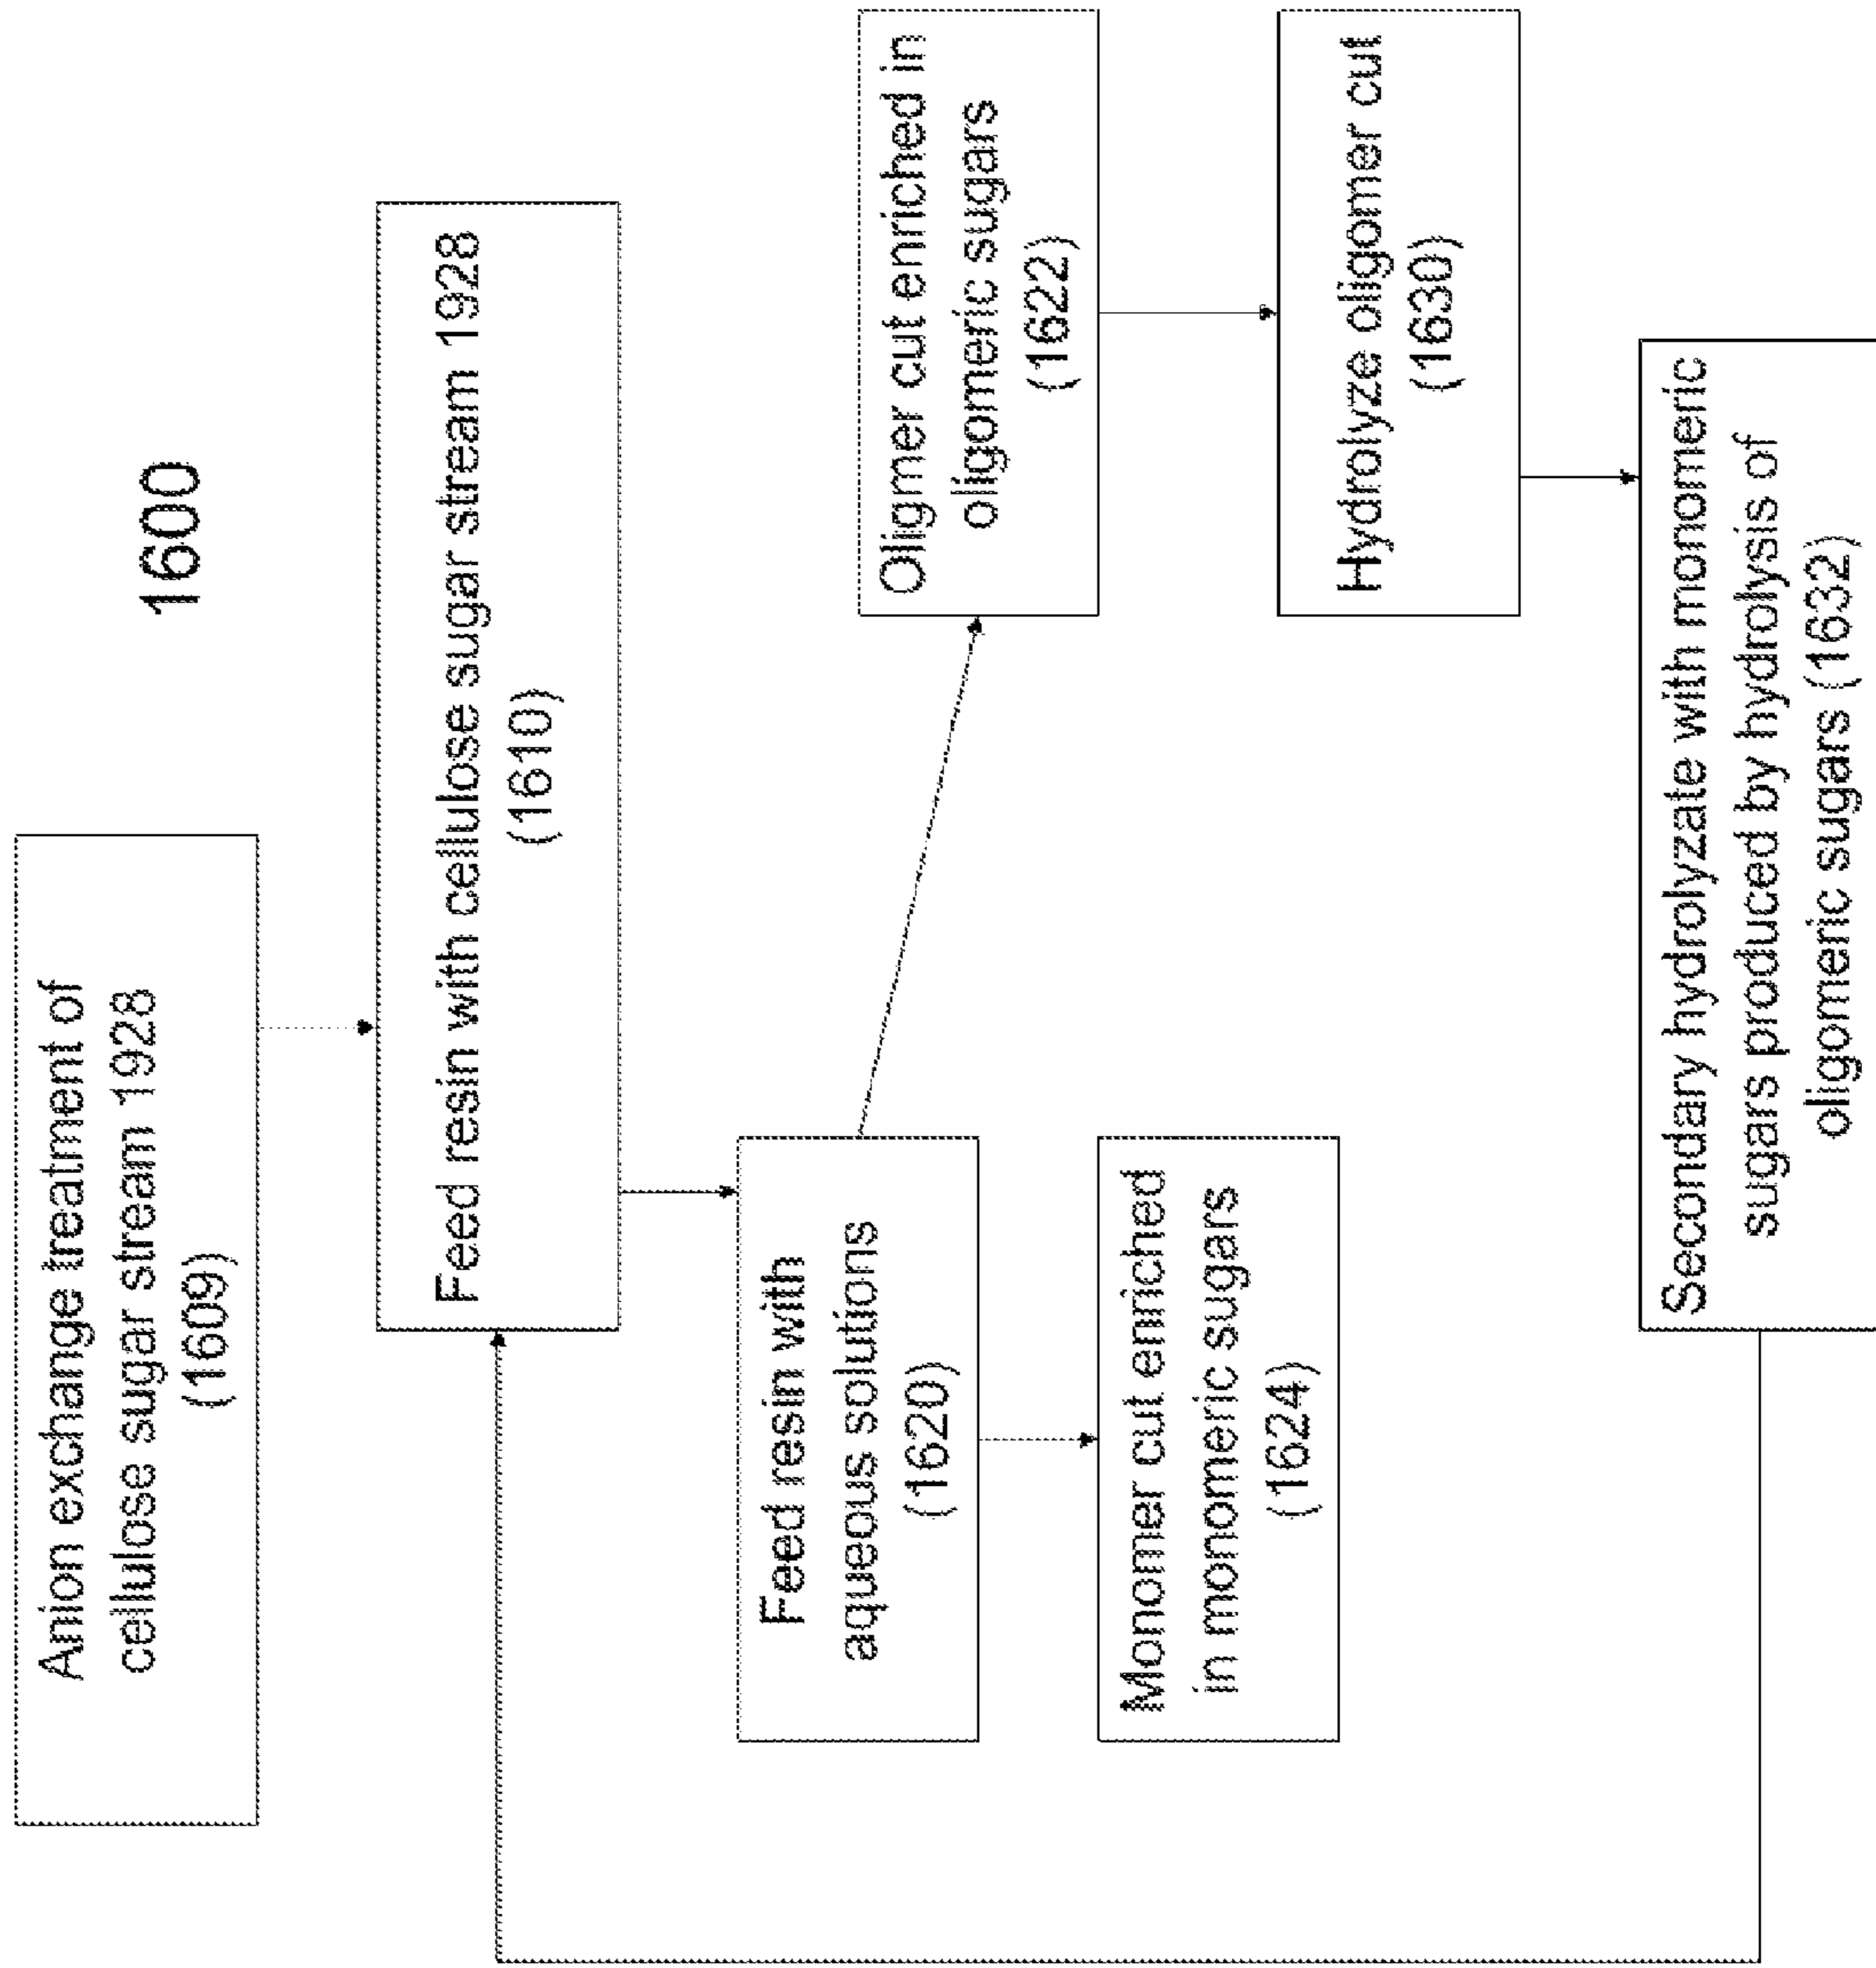 1600
Anion exchange treatment of
cellulose sugar stream 1928
(1609)
Feed resin with cellulose sugar stream 1928
(1610)
Feed resin with
aqueous solutions
(1620)
Monomer cut enriched
in monomeric sugars
(1624)
Oligmer cut enriched in
oligomeric sugars
(1622)
Hydrolyze oligomer cut
(1630)
Secondary hydrolyzate with monomeric
sugars produced by hydrolysis of
oligomeric sugars (1632)